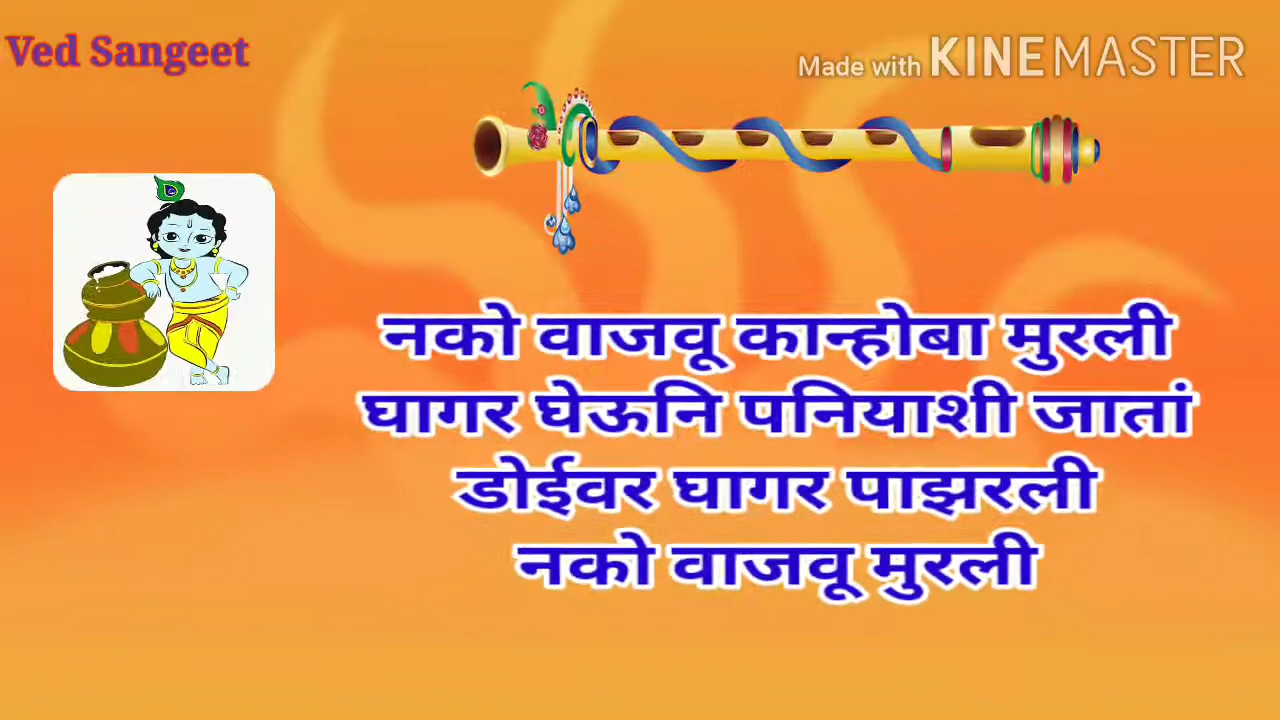 Ved Sangeet
Made with KINEMASTER
नको वाजवू कान्होबा मुरली
घागर घेऊनि पनियाशी जातां
डोईवर घागर पाझरली
नको वाजवू मुरली